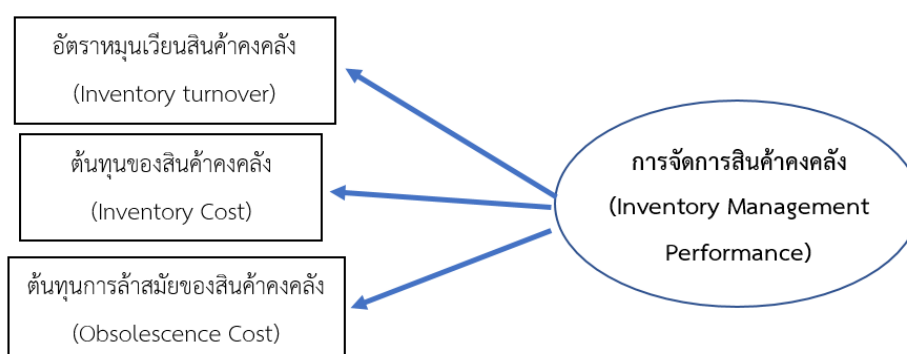 อัตราหมุนเวียนสินค้าคงคลัง
(Inventory turnover)
ต้นทุนของสินค้าคงคลัง
(Inventory Cost)
ต้นทุนการล้าสมัยของสินค้าคงคลัง
(Obsolescence Cost)
การจัดการสินค้าคงคลัง
(Inventory Management
Performance)